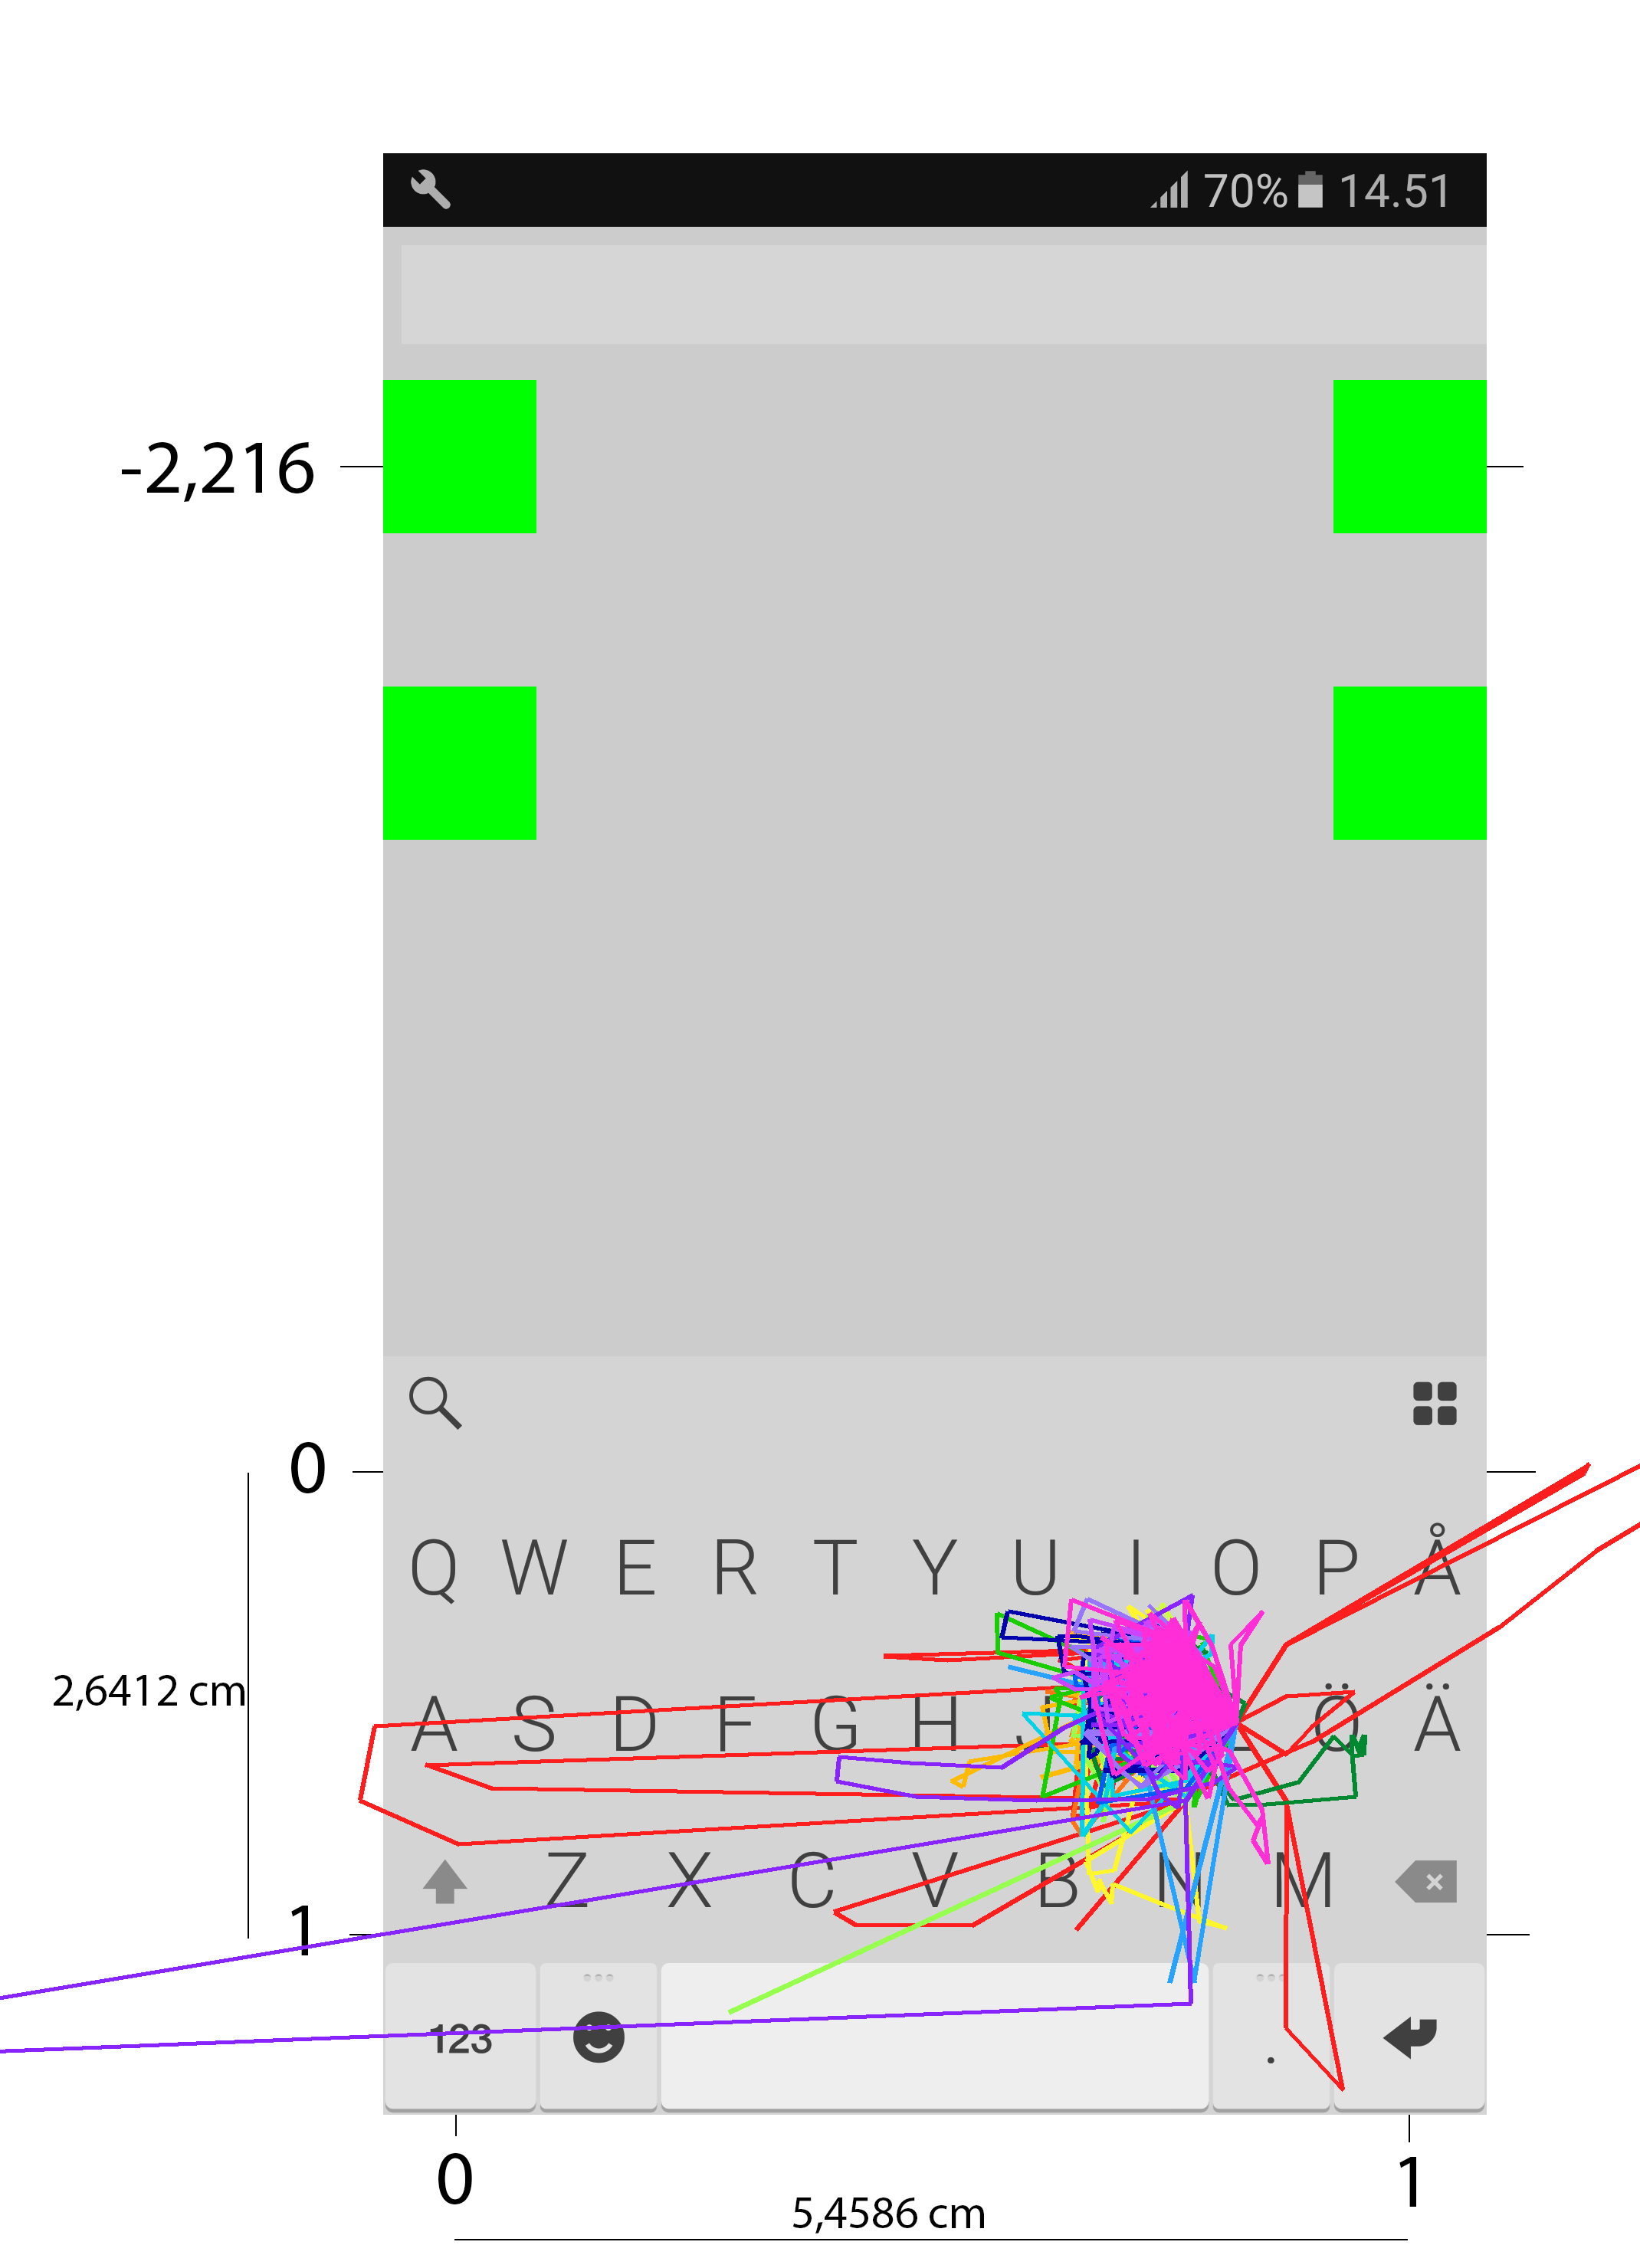 70% 14.51
-2,216
0
Q W E R T Y U I O P Å
2,6412 cm
A S D F G H J L Ö Ä
Z X C V B N M
1
123
.
0 1
5,4586 cm